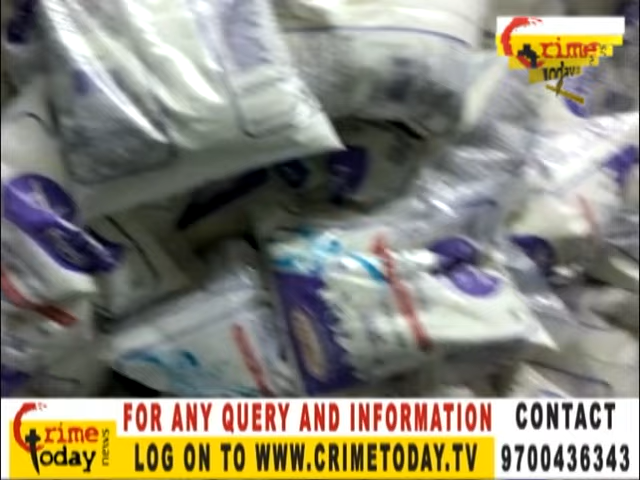 Crime
Today
FOR ANY QUERY AND INFORMATION
LOG ON TO WWW.CRIMETODAY.TV
CONTACT
9700436343
Crime
Today
news